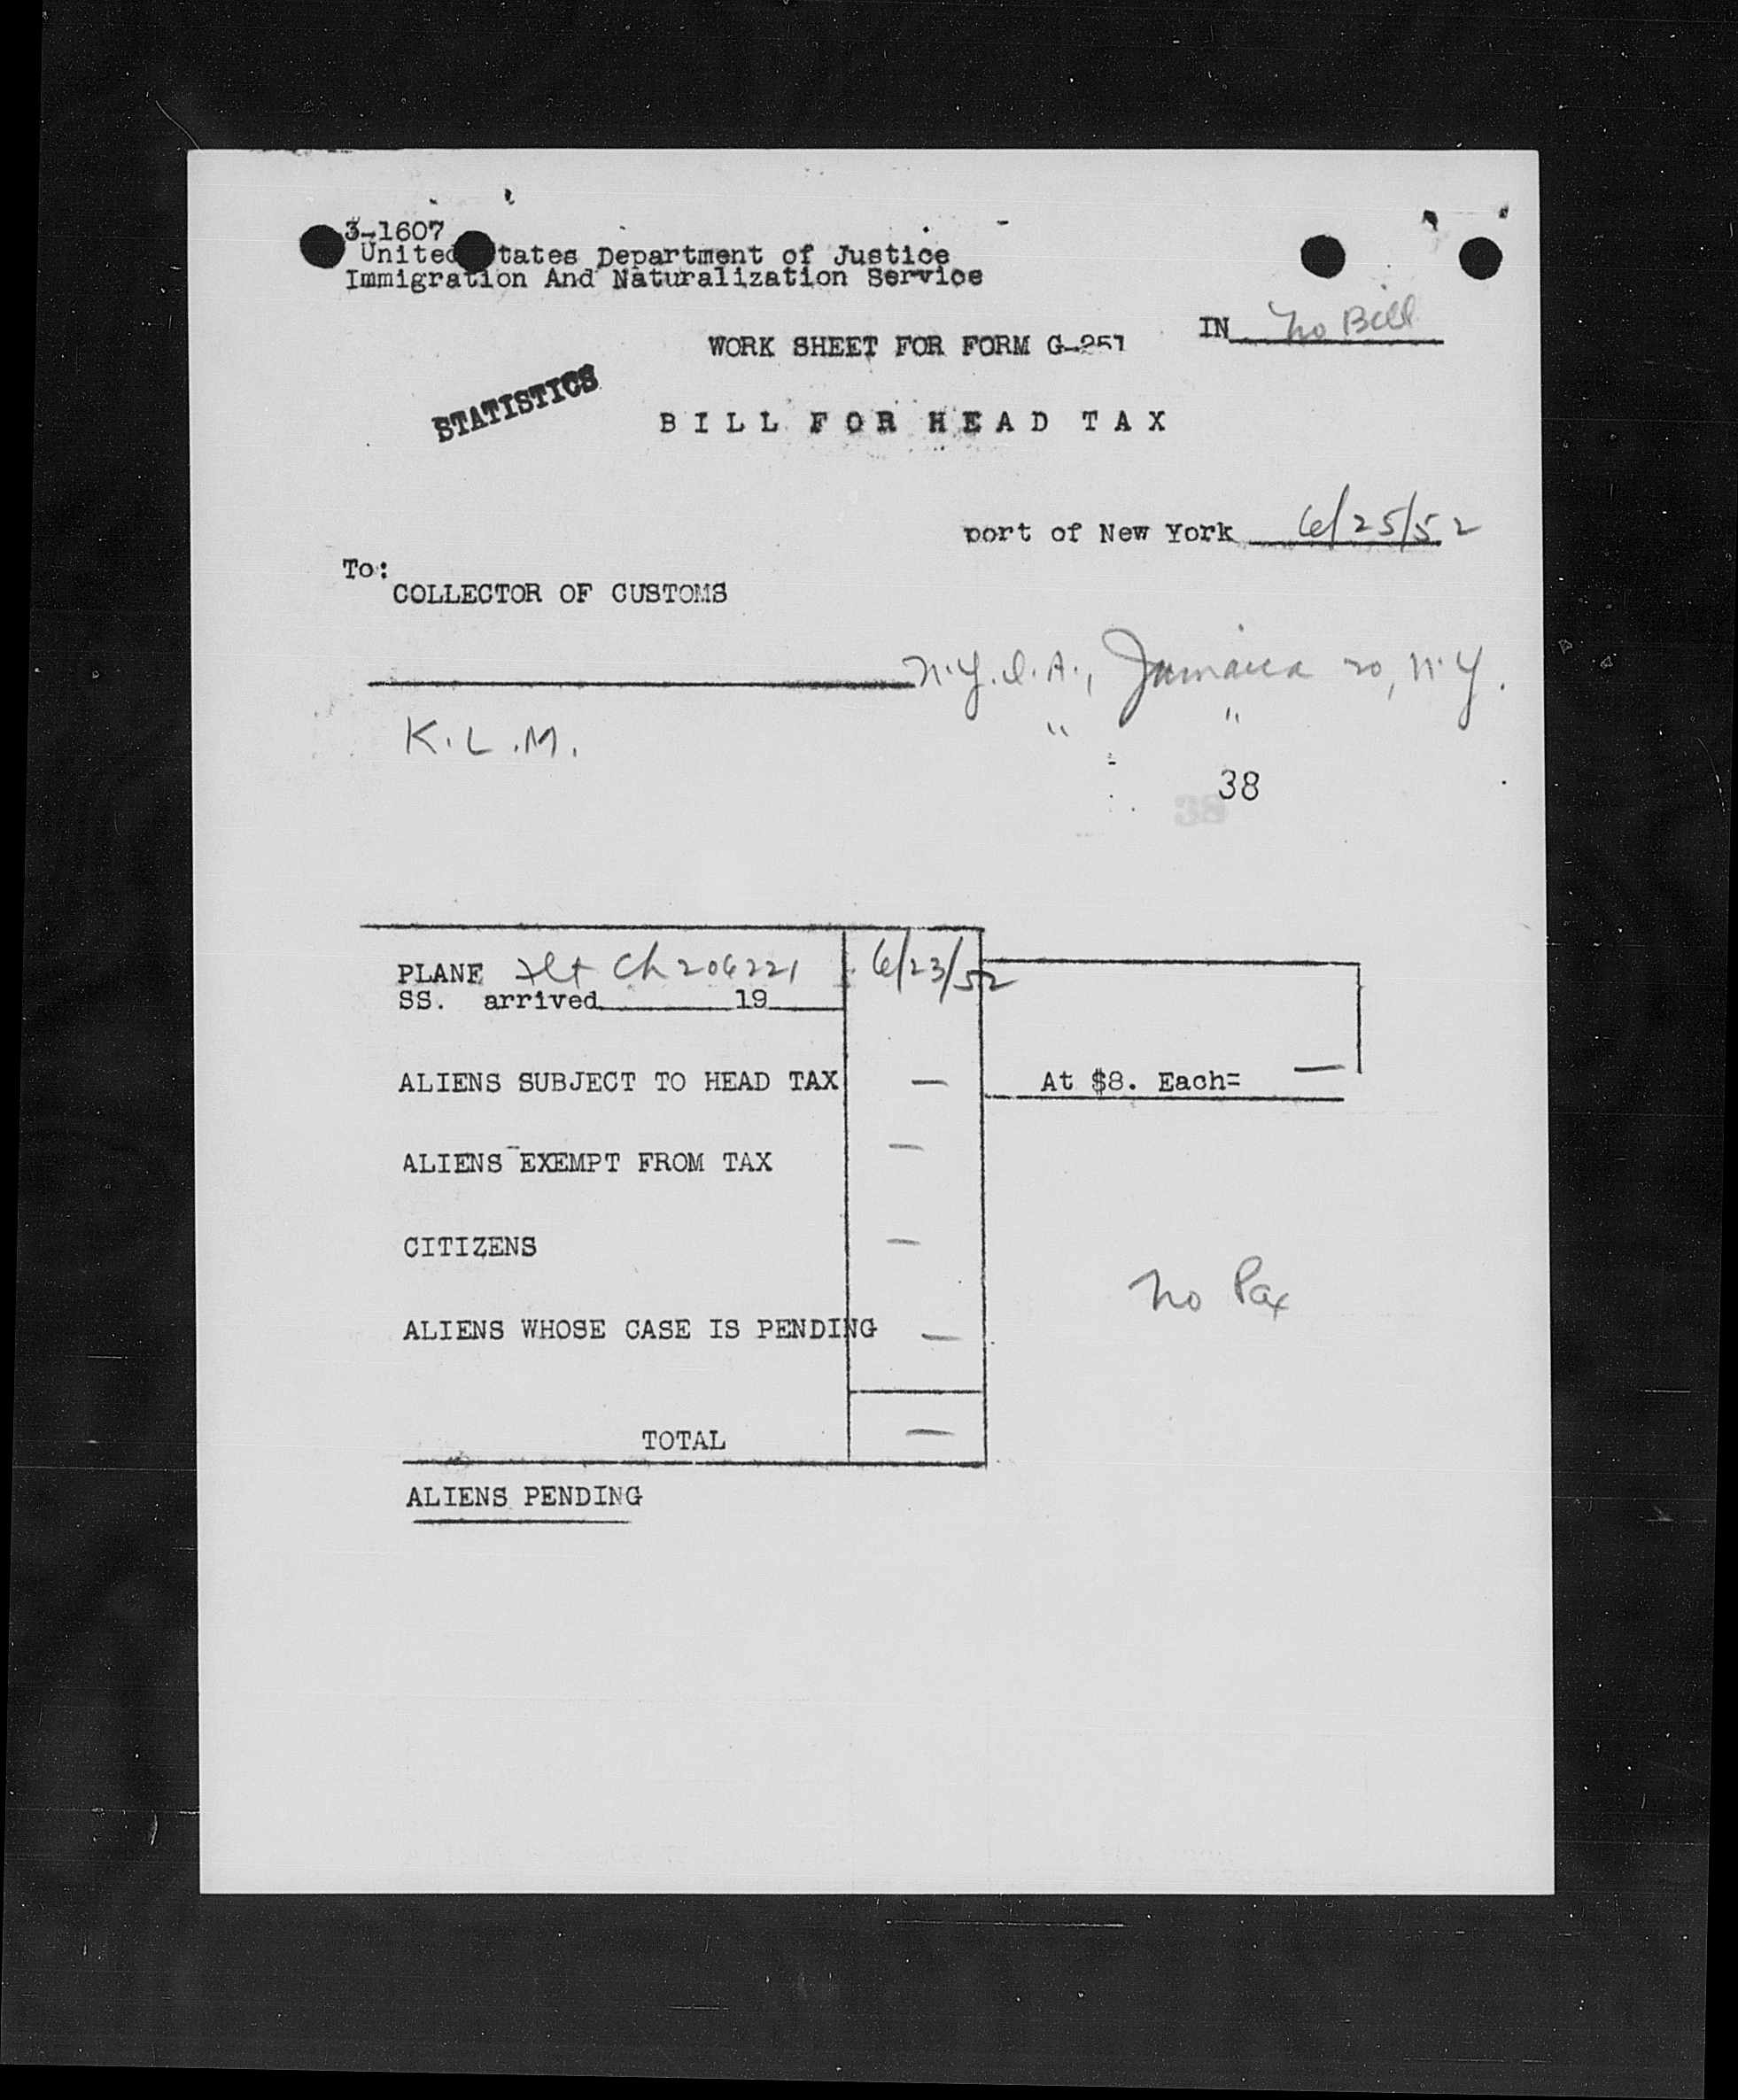 3-1607
United States Department of Justice
Immigration And Naturalization Service
IN No Bill
WORK SHEET FOR FORM G-251
STATISTICS
BILL FOR HEAD TAX
port of New York 6/25/52
To:
COLLECTOR OF CUSTOMS
N.Y.I.A., Jamaica 20, N.Y.
K.L.M. " "
38
38
PLANE Flt Ch 206221 6/23/52
SS. arrived 19
ALIENS SUBJECT TO HEAD TAX — At $8. Each= —
ALIENS EXEMPT FROM TAX —
CITIZENS —
No Pax
ALIENS WHOSE CASE IS PENDING —
TOTAL —
ALIENS PENDING